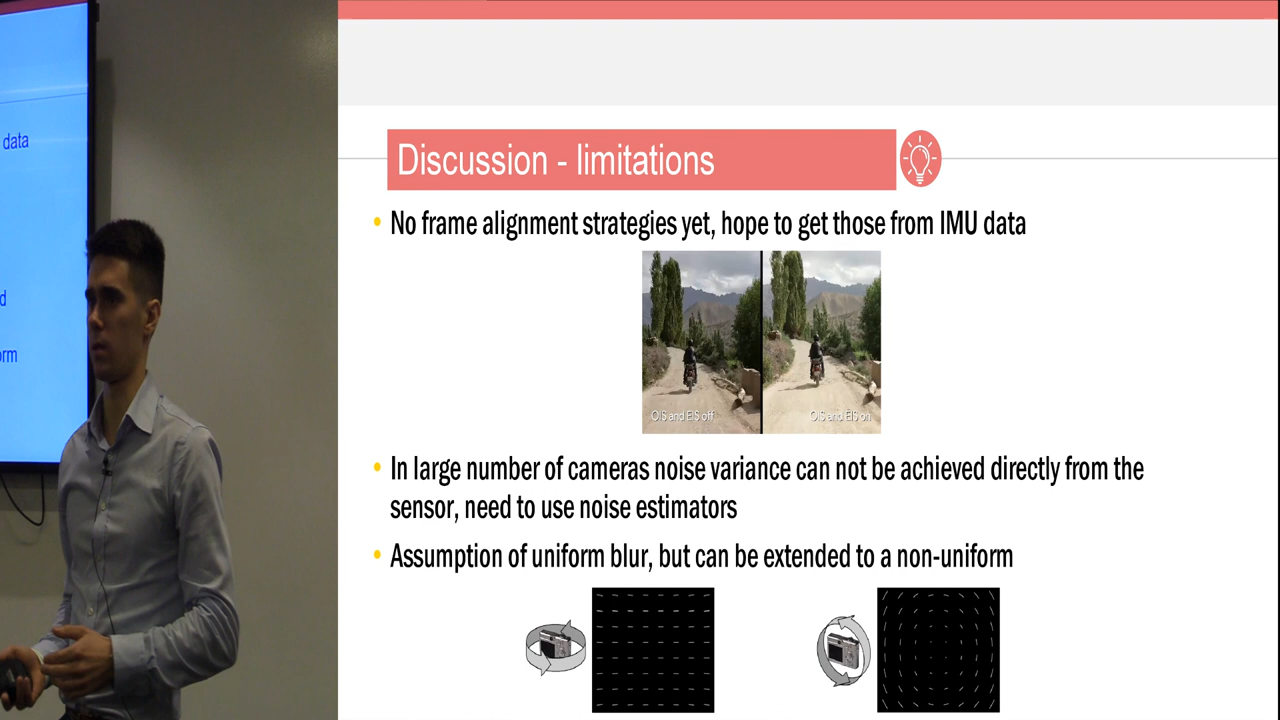 data
d
orm
Discussion - limitations
• No frame alignment strategies yet, hope to get those from IMU data
OIS and EIS off
OIS and EIS on
• In large number of cameras noise variance can not be achieved directly from the
sensor, need to use noise estimators
• Assumption of uniform blur, but can be extended to a non-uniform